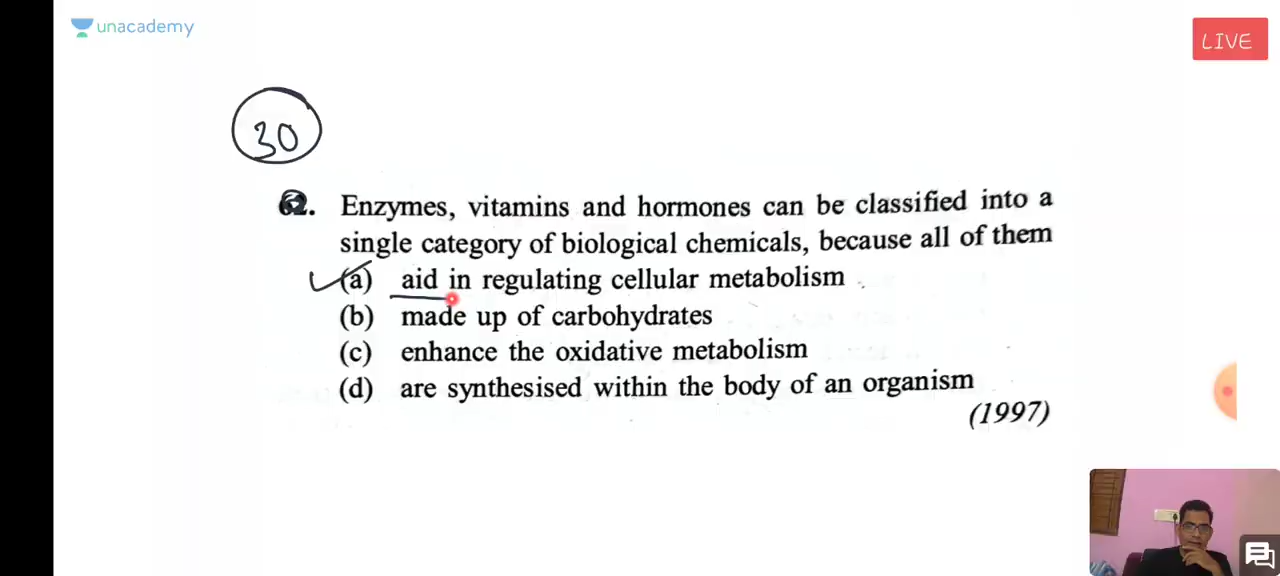 unacademy
LIVE
30
62. Enzymes, vitamins and hormones can be classified into a
single category of biological chemicals, because all of them
(a) aid in regulating cellular metabolism
(b) made up of carbohydrates
(c) enhance the oxidative metabolism
(d) are synthesised within the body of an organism
(1997)